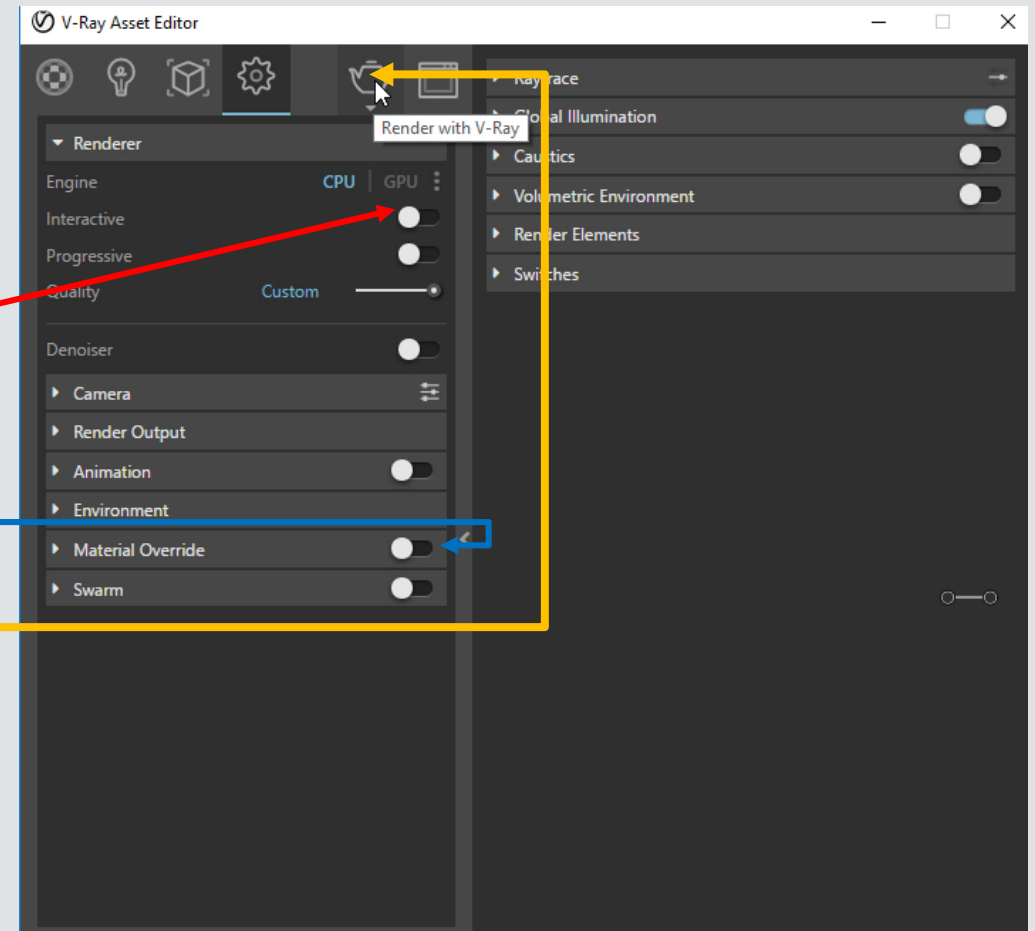 V-Ray Asset Editor
Render with V-Ray
Renderer
Engine CPU GPU
Interactive
Progressive
Quality Custom
Denoiser
Camera
Render Output
Animation
Environment
Material Override
Swarm
Raytrace
Global Illumination
Caustics
Volumetric Environment
Render Elements
Switches